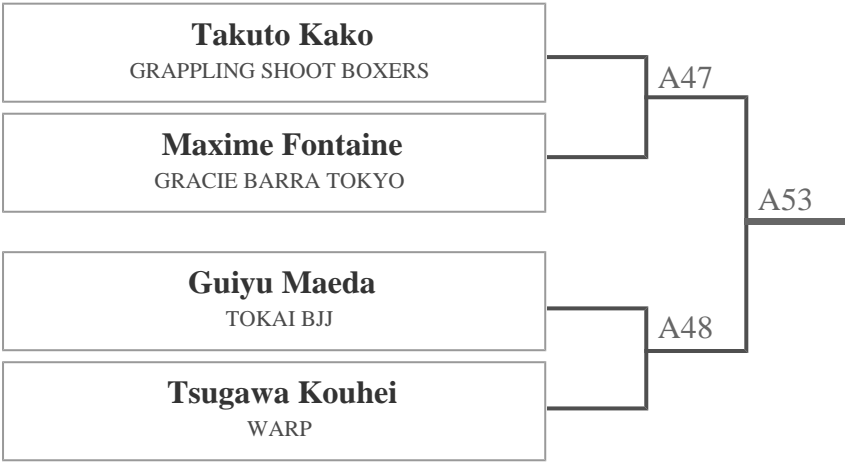 Takuto Kako
GRAPPLING SHOOT BOXERS
A47
Maxime Fontaine
GRACIE BARRA TOKYO
A53
Guiyu Maeda
TOKAI BJJ
A48
Tsugawa Kouhei
WARP